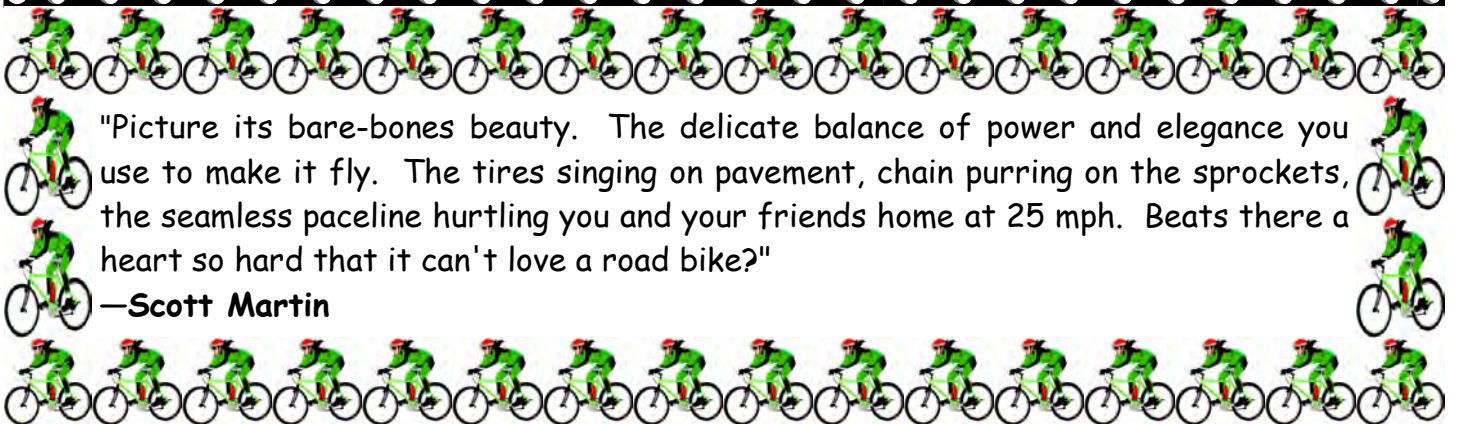 "Picture its bare-bones beauty.  The delicate balance of power and elegance you
use to make it fly.  The tires singing on pavement, chain purring on the sprockets,
the seamless paceline hurtling you and your friends home at 25 mph.  Beats there a
heart so hard that it can't love a road bike?"
—Scott Martin